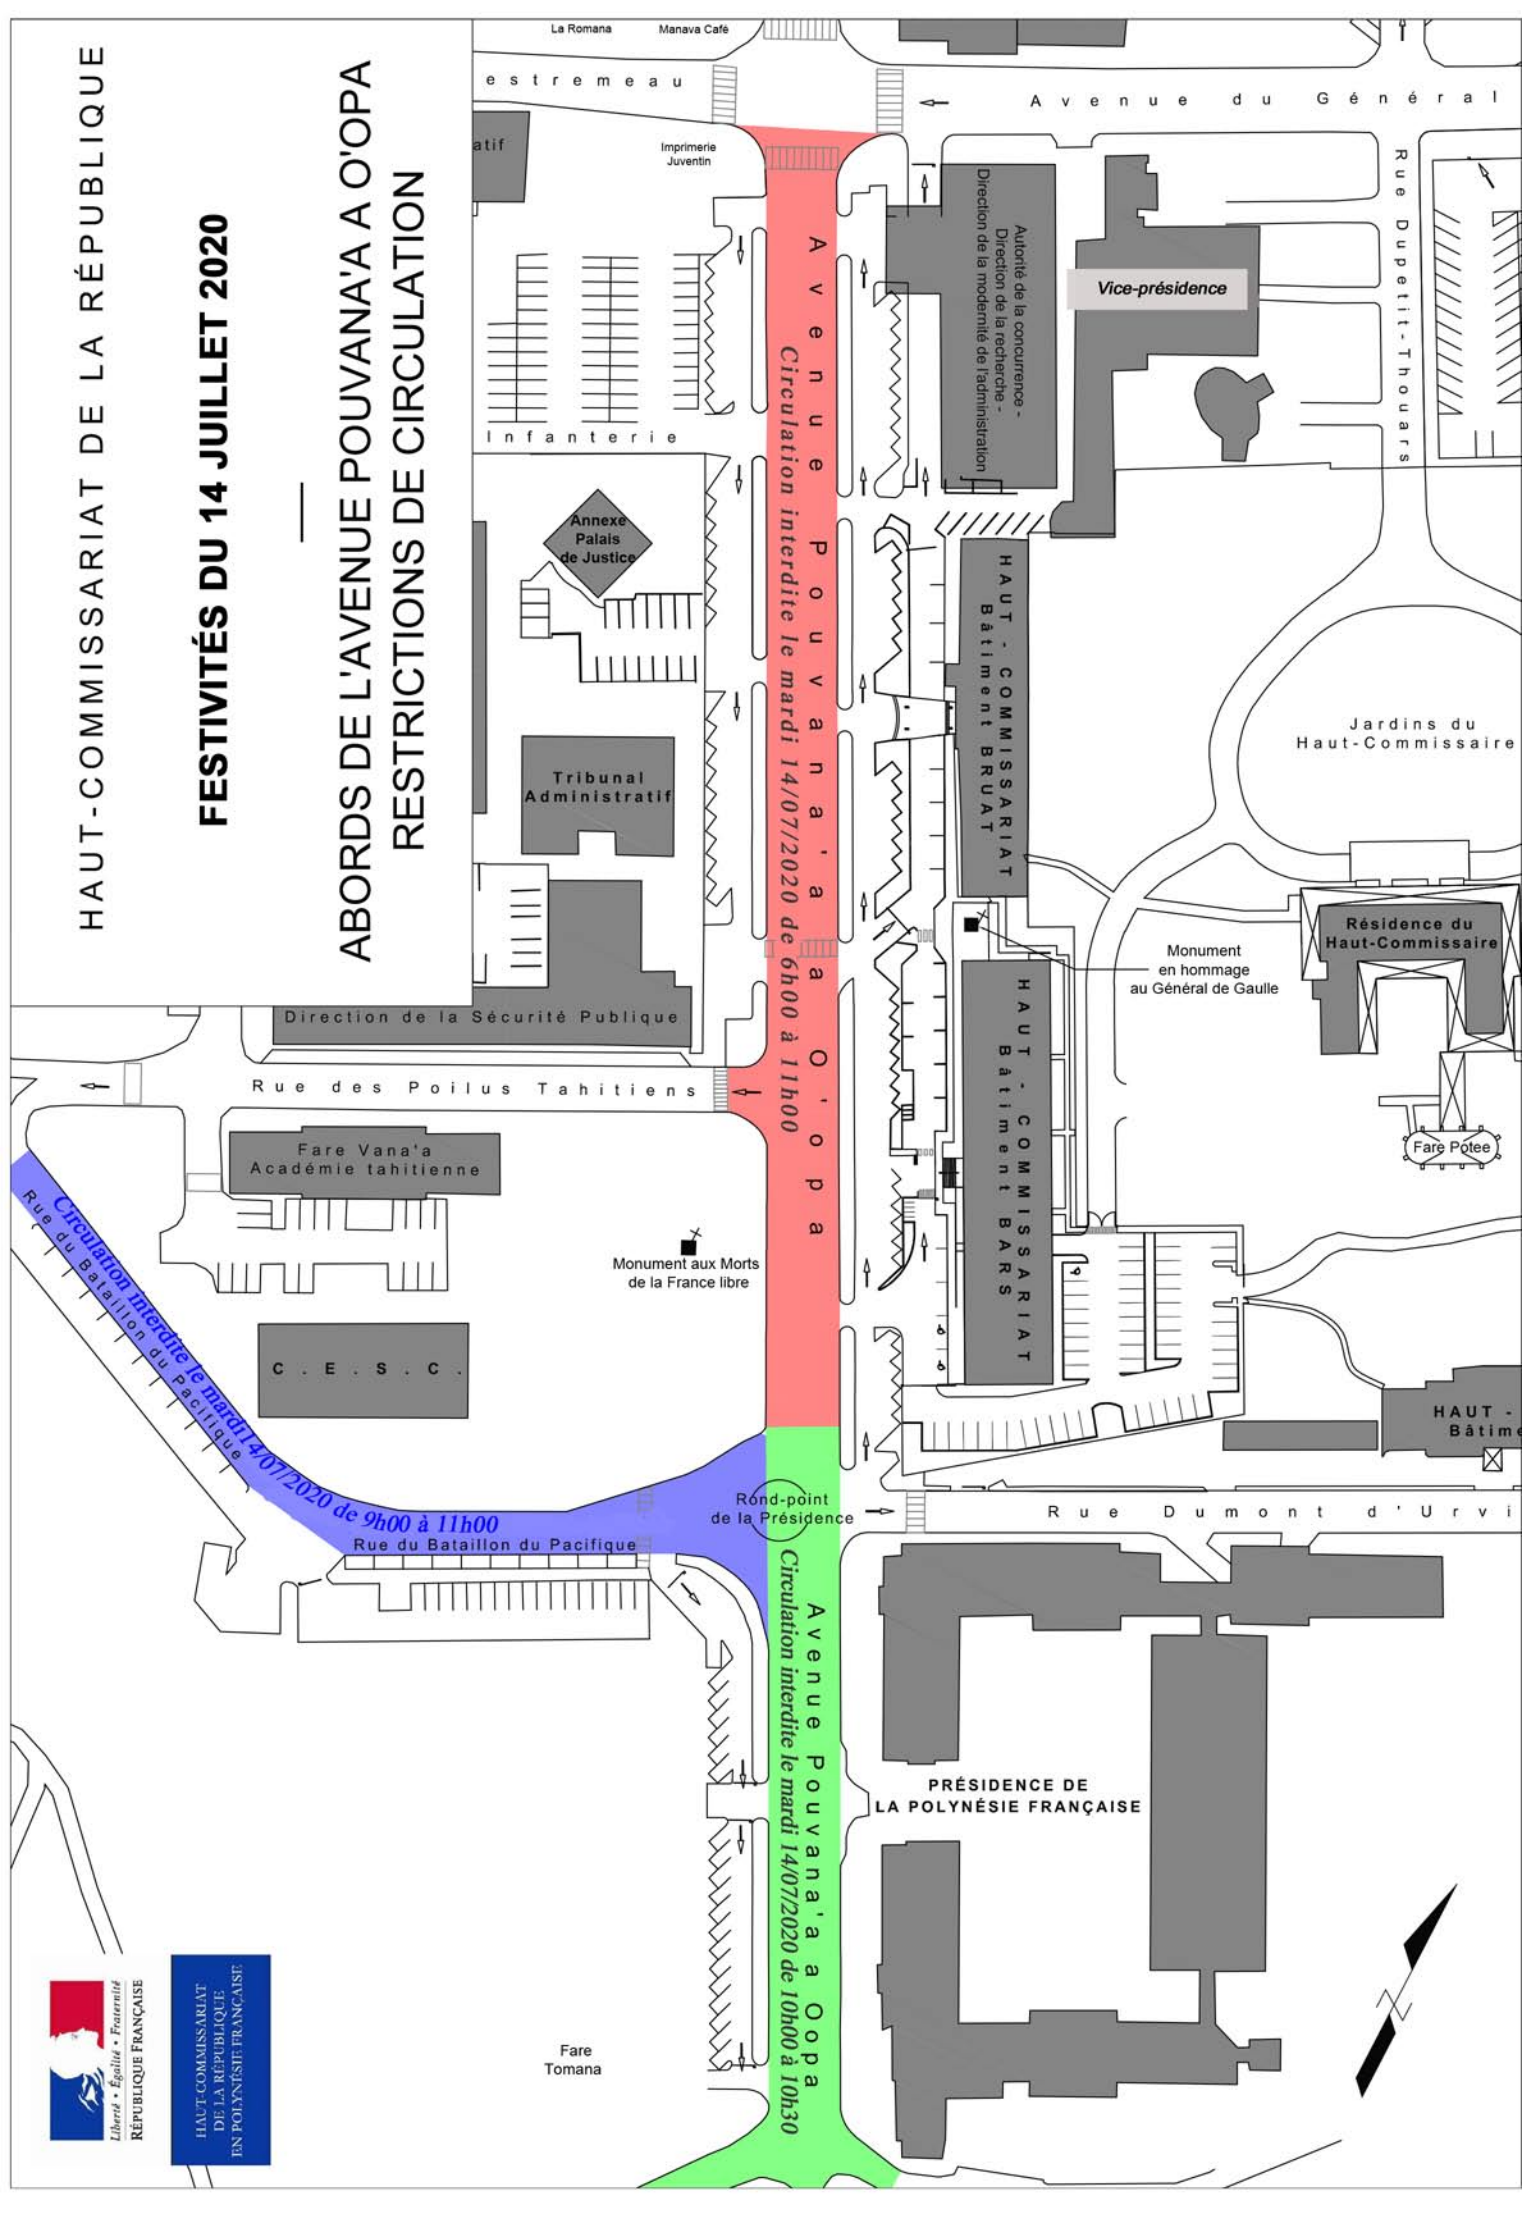 HAUT-COMMISSARIAT DE LA RÉPUBLIQUE
FESTIVITÉS DU 14 JUILLET 2020
ABORDS DE L'AVENUE POUVANA'A A O'OPA
RESTRICTIONS DE CIRCULATION
La Romana
Manava Café
estremeau
Avenue du Général
atif
Imprimerie
Juventin
Rue Dupetit-Thouars
Autorité de la concurrence -
Direction de la recherche -
Direction de la modernité de l'administration
Vice-présidence
Avenue Pouvana'a a O'opa
Circulation interdite le mardi 14/07/2020 de 6h00 à 11h00
Infanterie
Annexe
Palais
de Justice
HAUT - COMMISSARIAT
Bâtiment BRUAT
Jardins du
Haut-Commissaire
Tribunal
Administratif
Résidence du
Haut-Commissaire
Monument
en hommage
au Général de Gaulle
Direction de la Sécurité Publique
HAUT - COMMISSARIAT
Bâtiment BARS
Rue des Poilus Tahitiens
Fare Vana'a
Académie tahitienne
Fare Potee
Monument aux Morts
de la France libre
Circulation interdite le mardi14/07/2020 de 9h00 à 11h00
Rue du Bataillon du Pacifique
C.E.S.C.
HAUT -
Bâtime
Rond-point
de la Présidence
Rue Dumont d'Urvi
Rue du Bataillon du Pacifique
Avenue Pouvana'a a Oopa
Circulation interdite le mardi 14/07/2020 de 10h00 à 10h30
PRÉSIDENCE DE
LA POLYNÉSIE FRANÇAISE
N
Fare
Tomana
Liberté • Égalité • Fraternité
RÉPUBLIQUE FRANÇAISE
HAUT-COMMISSARIAT
DE LA RÉPUBLIQUE
EN POLYNÉSIE FRANÇAISE